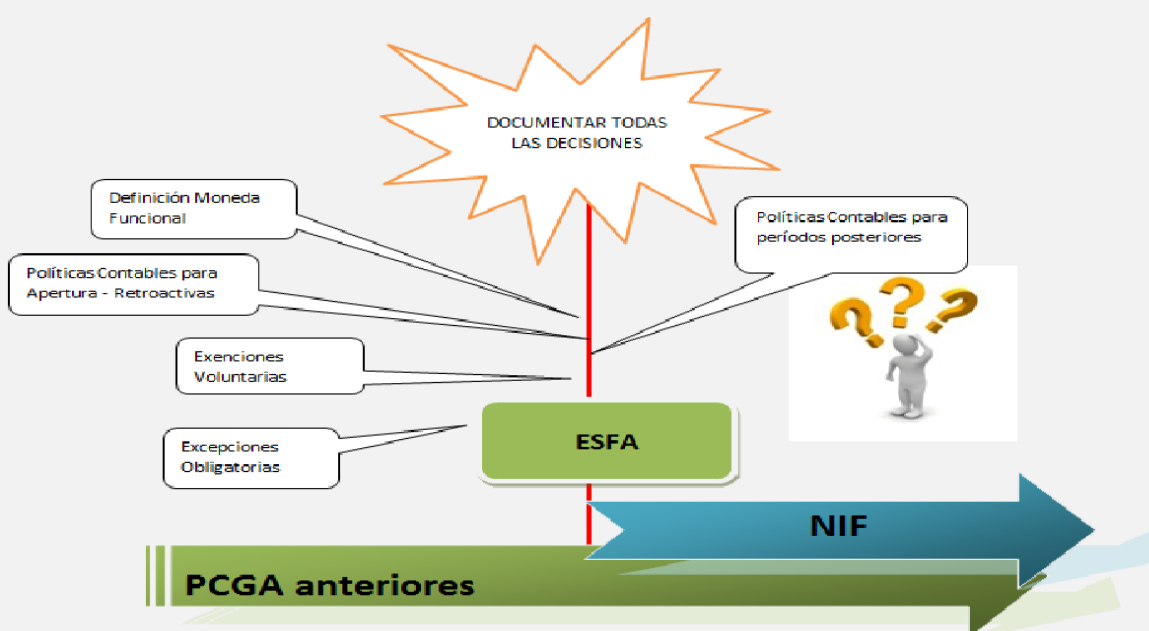 DOCUMENTAR TODAS
LAS DECISIONES
Definición Moneda
Funcional
Políticas Contables para
períodos posteriores
Políticas Contables para
Apertura - Retroactivas
Exenciones
Voluntarias
Excepciones
Obligatorias
ESFA
NIF
PCGA anteriores